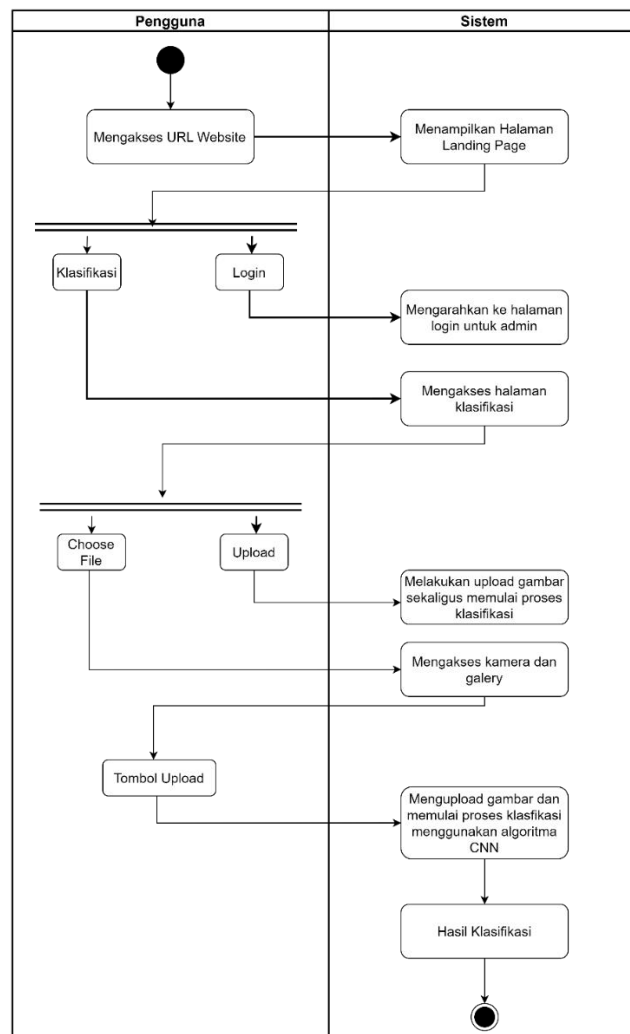 Pengguna
Sistem
Mengakses URL Website
Menampilkan Halaman
Landing Page
Klasifikasi
Login
Mengarahkan ke halaman
login untuk admin
Mengakses halaman
klasifikasi
Choose
File
Upload
Melakukan upload gambar
sekaligus memulai proses
klasifikasi
Mengakses kamera dan
galery
Tombol Upload
Mengupload gambar dan
memulai proses klasfikasi
menggunakan algoritma
CNN
Hasil Klasifikasi